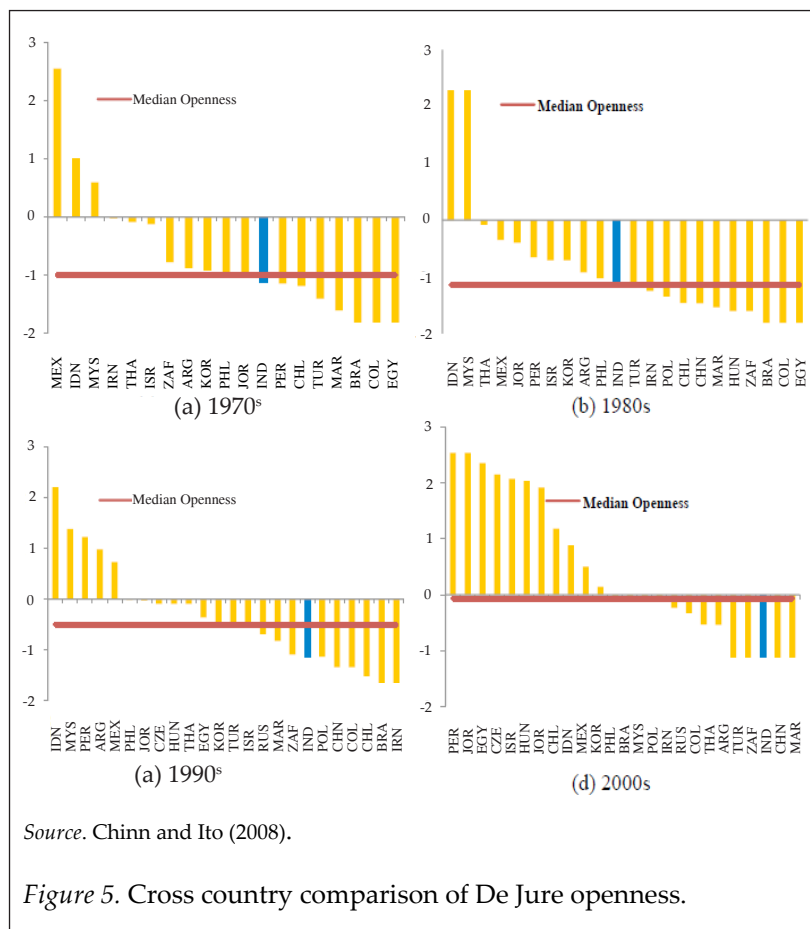 3
2
1
0
-1
-2
Median Openness
MEX IDN MYS IRN THA ISR ZAF ARG KOR PHL JOR IND PER CHL TUR MAR BRA COL EGY
(a) 1970s
3
2
1
0
-1
-2
Median Openness
IDN MYS THA MEX JOR PER ISR KOR ARG PHL IND TUR IRN POL CHL CHN MAR HUN ZAF BRA COL EGY
(b) 1980s
3
2
1
0
-1
-2
Median Openness
IDN MYS PER ARG MEX PHL JOR CZE HUN THA EGY KOR TUR ISR RUS MAR ZAF IND POL CHN COL CHL BRA IRN
(a) 1990s
3
2
1
0
-1
-2
Median Openness
PER JOR EGY CZE ISR HUN JOR CHL IDN MEX KOR PHL BRA MYS POL IRN RUS COL THA ARG TUR ZAF IND CHN MAR
(d) 2000s
Source. Chinn and Ito (2008).
Figure 5. Cross country comparison of De Jure openness.